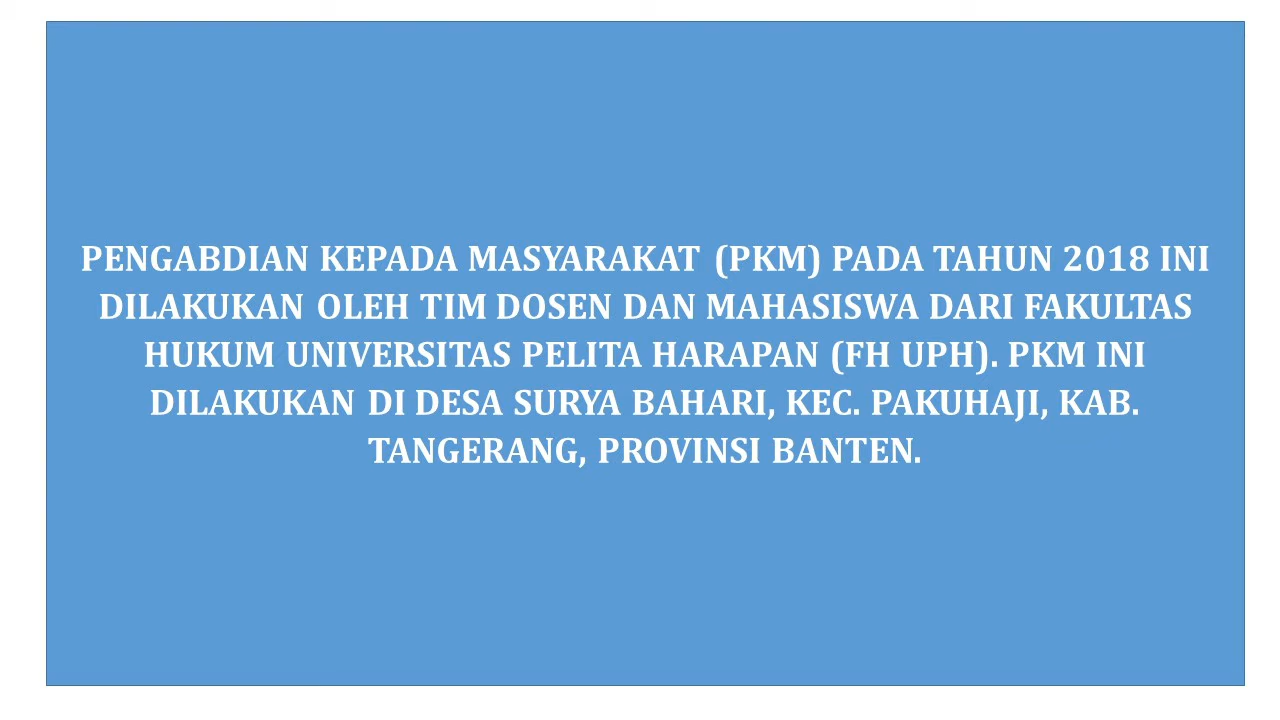 PENGABDIAN KEPADA MASYARAKAT (PKM) PADA TAHUN 2018 INI
DILAKUKAN OLEH TIM DOSEN DAN MAHASISWA DARI FAKULTAS
HUKUM UNIVERSITAS PELITA HARAPAN (FH UPH). PKM INI
DILAKUKAN DI DESA SURYA BAHARI, KEC. PAKUHAJI, KAB.
TANGERANG, PROVINSI BANTEN.